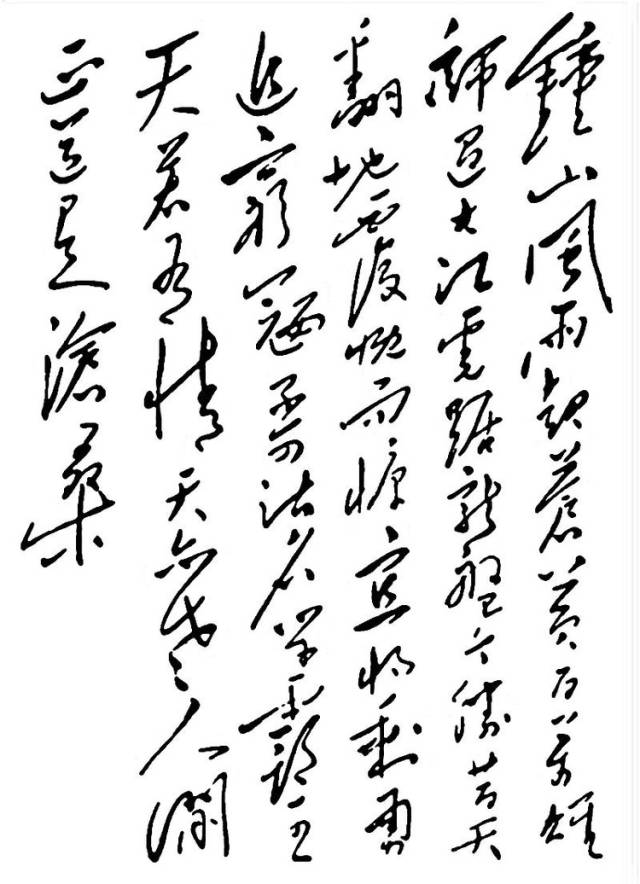 鍾山風雨起蒼黃百万雄
師過大江虎踞龍盤今勝昔天
翻地覆慨而慷宜將剩勇
追窮寇不可沽名學霸王
天若有情天亦老人間
正道是滄桑